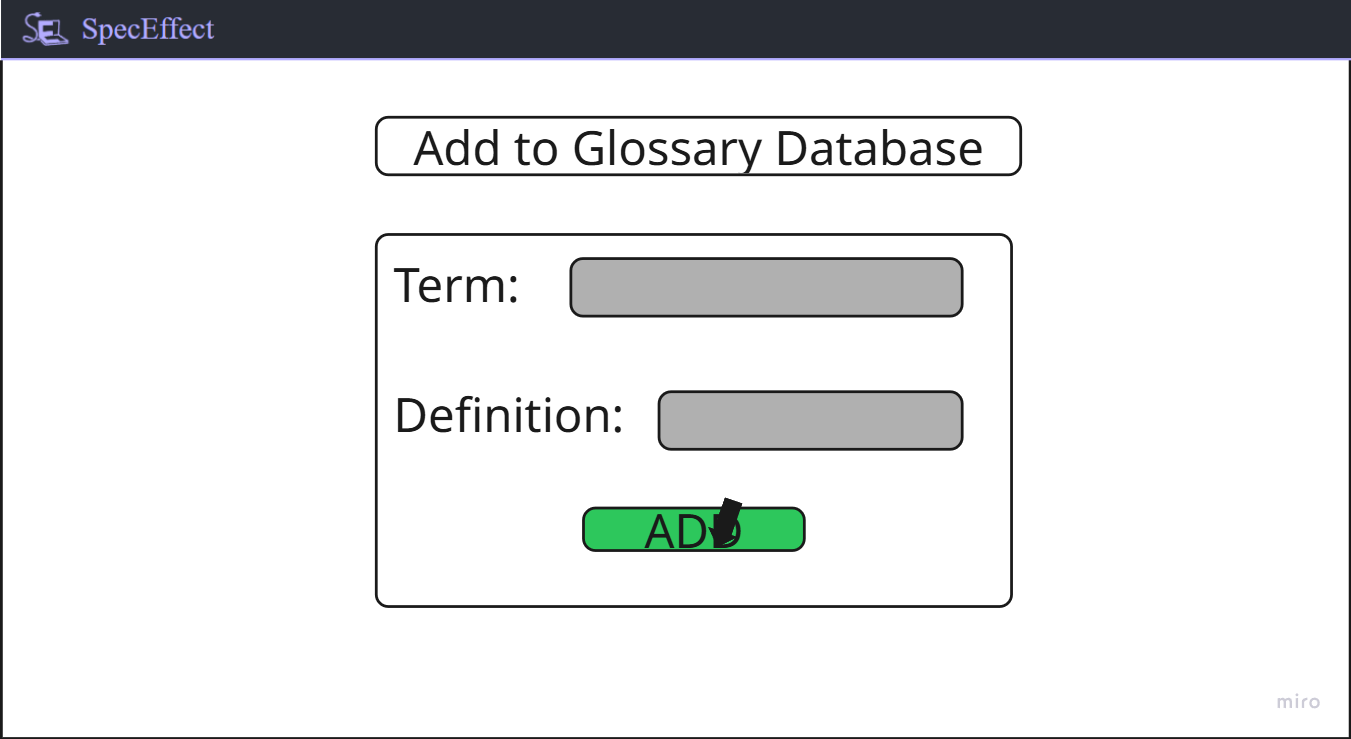 SpecEffect
Add to Glossary Database
Term:
Definition:
ADD
miro